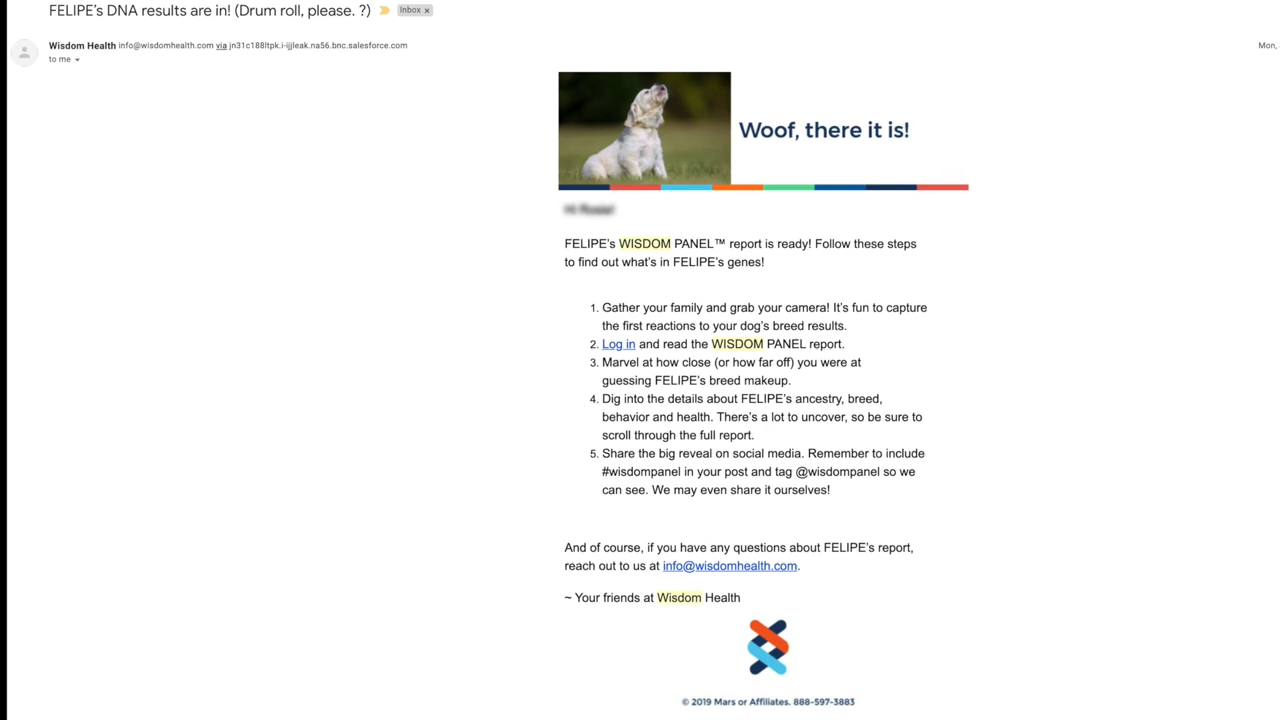 FELIPE's DNA results are in! (Drum roll, please. ?)
Inbox x
Wisdom Health info@wisdomhealth.com via jn31c188ltpk.i-ijjleak.na56.bnc.salesforce.com
Mon,
to me
Woof, there it is!
FELIPE's WISDOM PANEL™ report is ready! Follow these steps
to find out what's in FELIPE's genes!
1. Gather your family and grab your camera! It's fun to capture
the first reactions to your dog's breed results.
2. Log in and read the WISDOM PANEL report.
3. Marvel at how close (or how far off) you were at
guessing FELIPE's breed makeup.
4. Dig into the details about FELIPE's ancestry, breed,
behavior and health. There's a lot to uncover, so be sure to
scroll through the full report.
5. Share the big reveal on social media. Remember to include
#wisdompanel in your post and tag @wisdompanel so we
can see. We may even share it ourselves!
And of course, if you have any questions about FELIPE's report,
reach out to us at info@wisdomhealth.com.
~ Your friends at Wisdom Health
© 2019 Mars or Affiliates. 888-597-3883